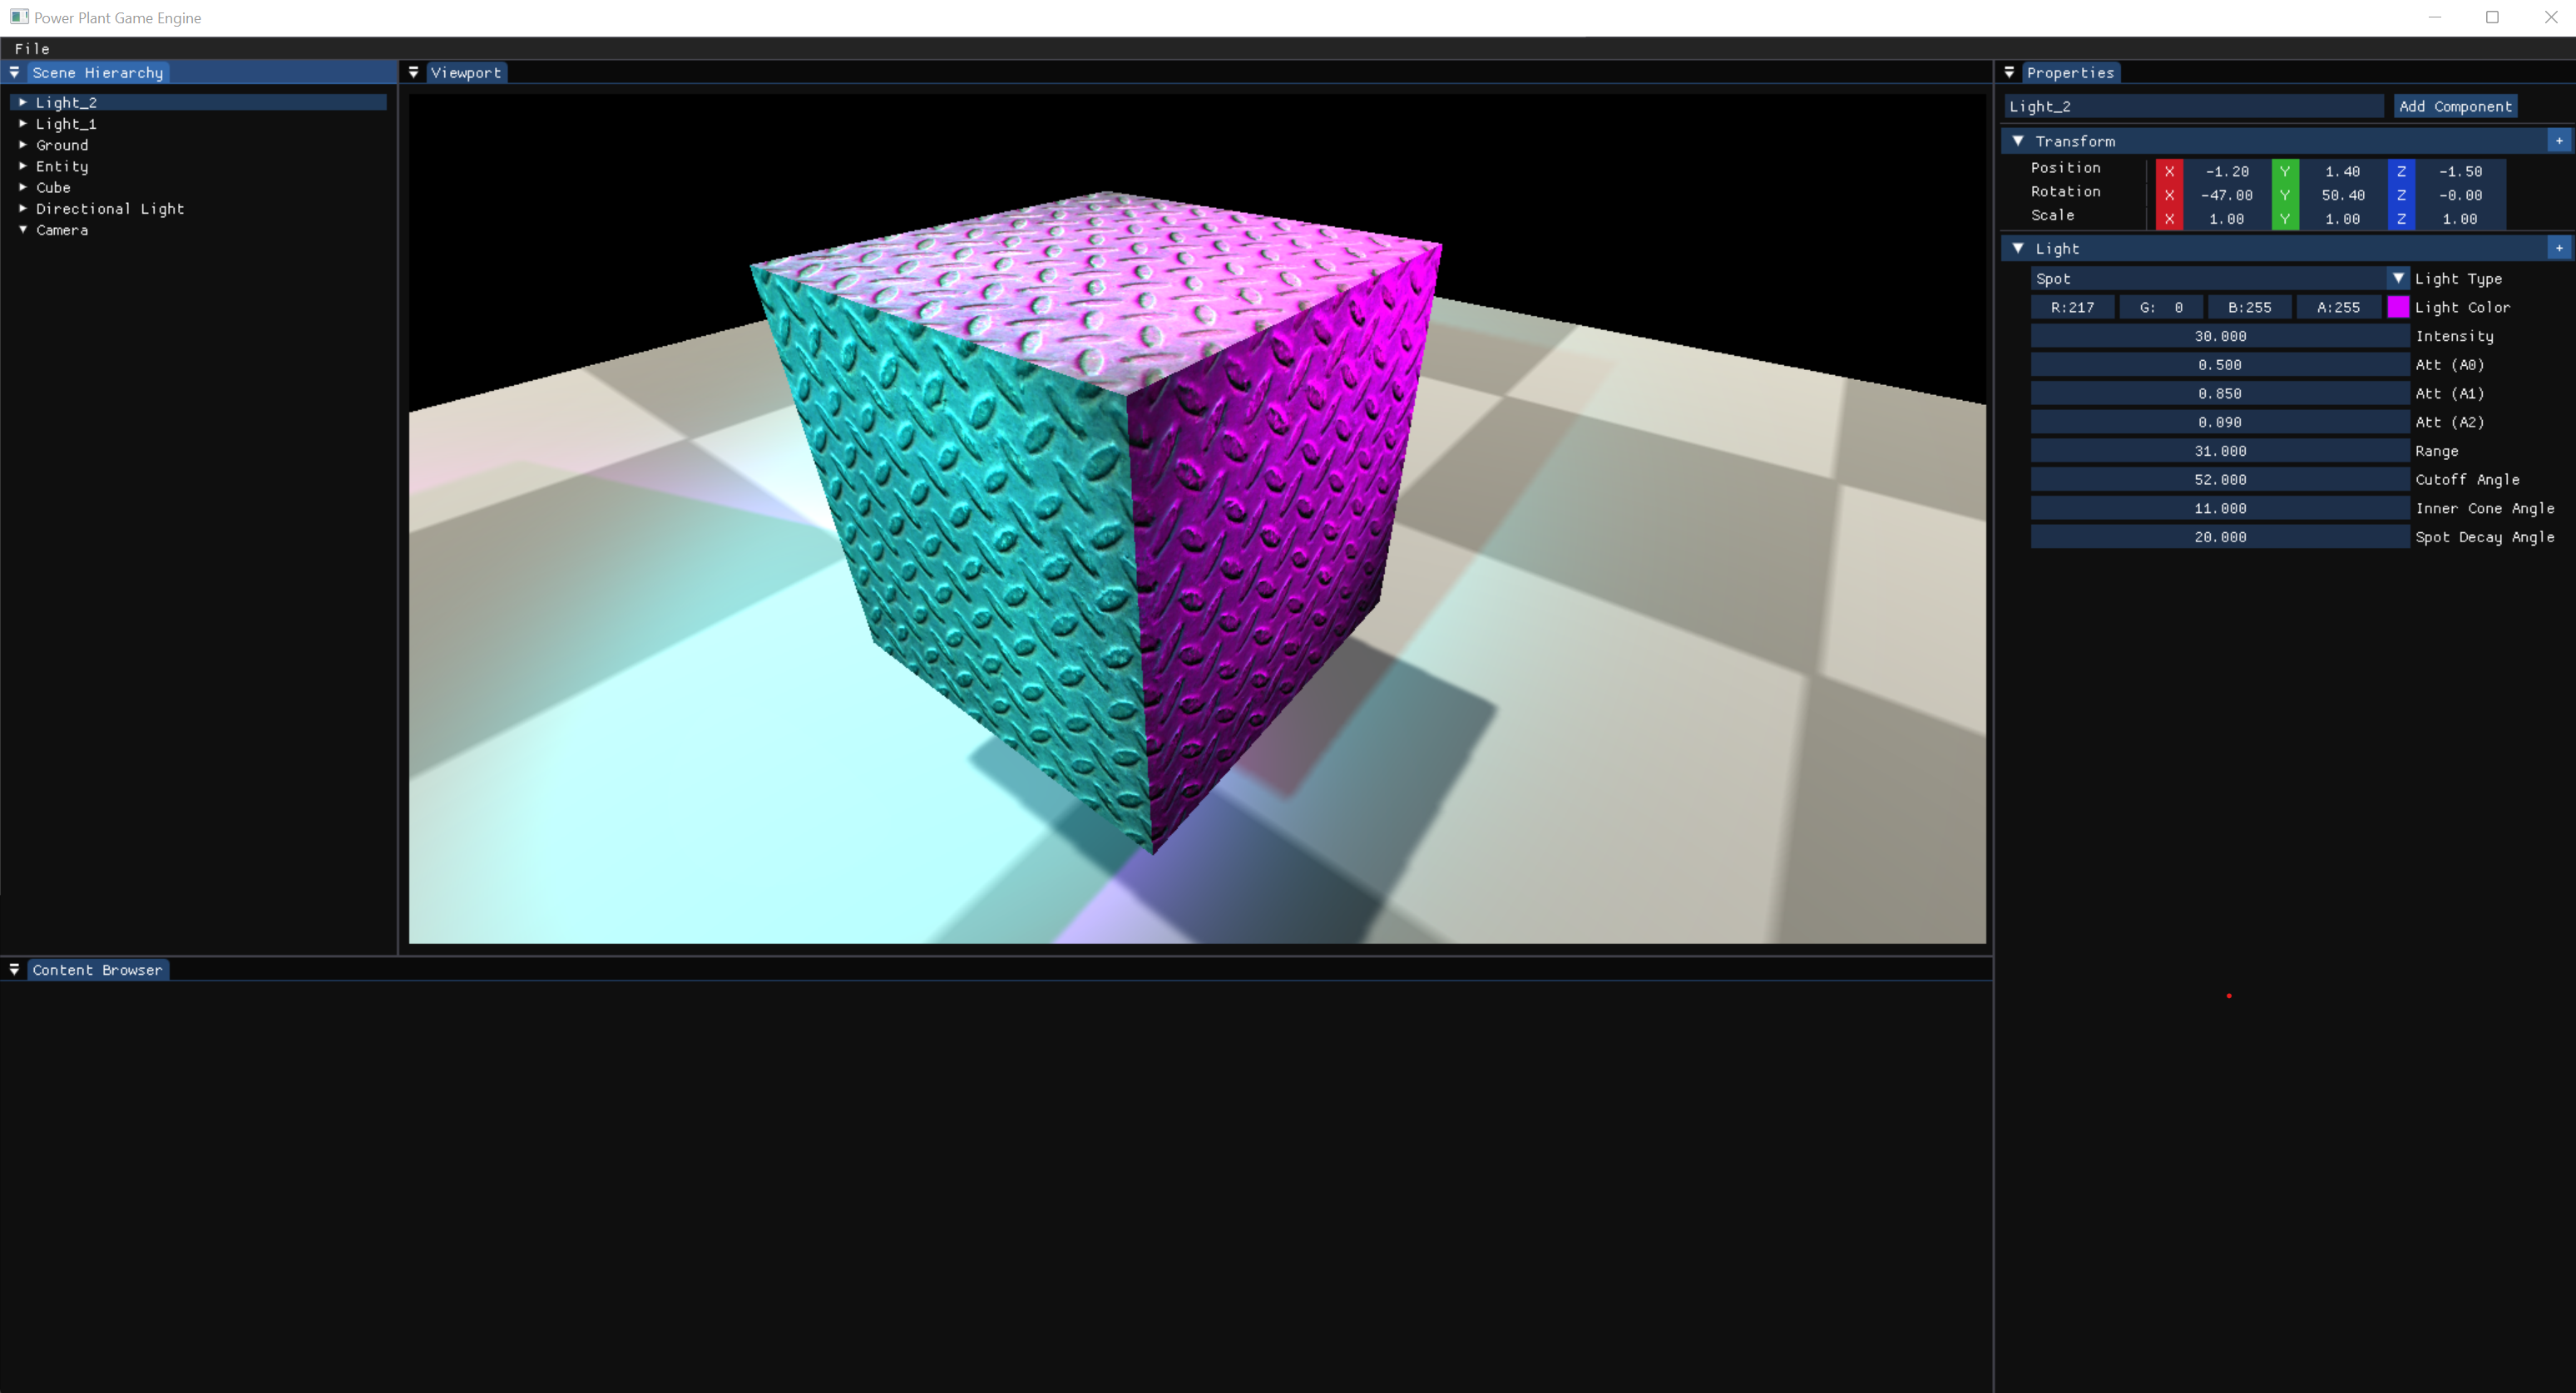 Power Plant Game Engine
File
Scene Hierarchy
Light_2
Light_1
Ground
Entity
Cube
Directional Light
Camera
Viewport
Properties
Light_2 Add Component
Transform +
Position X -1.20 Y 1.40 Z -1.50
Rotation X -47.00 Y 50.40 Z -0.00
Scale X 1.00 Y 1.00 Z 1.00
Light +
Spot Light Type
R:217 G: 0 B:255 A:255 Light Color
30.000 Intensity
0.500 Att (A0)
0.850 Att (A1)
0.090 Att (A2)
31.000 Range
52.000 Cutoff Angle
11.000 Inner Cone Angle
20.000 Spot Decay Angle
Content Browser